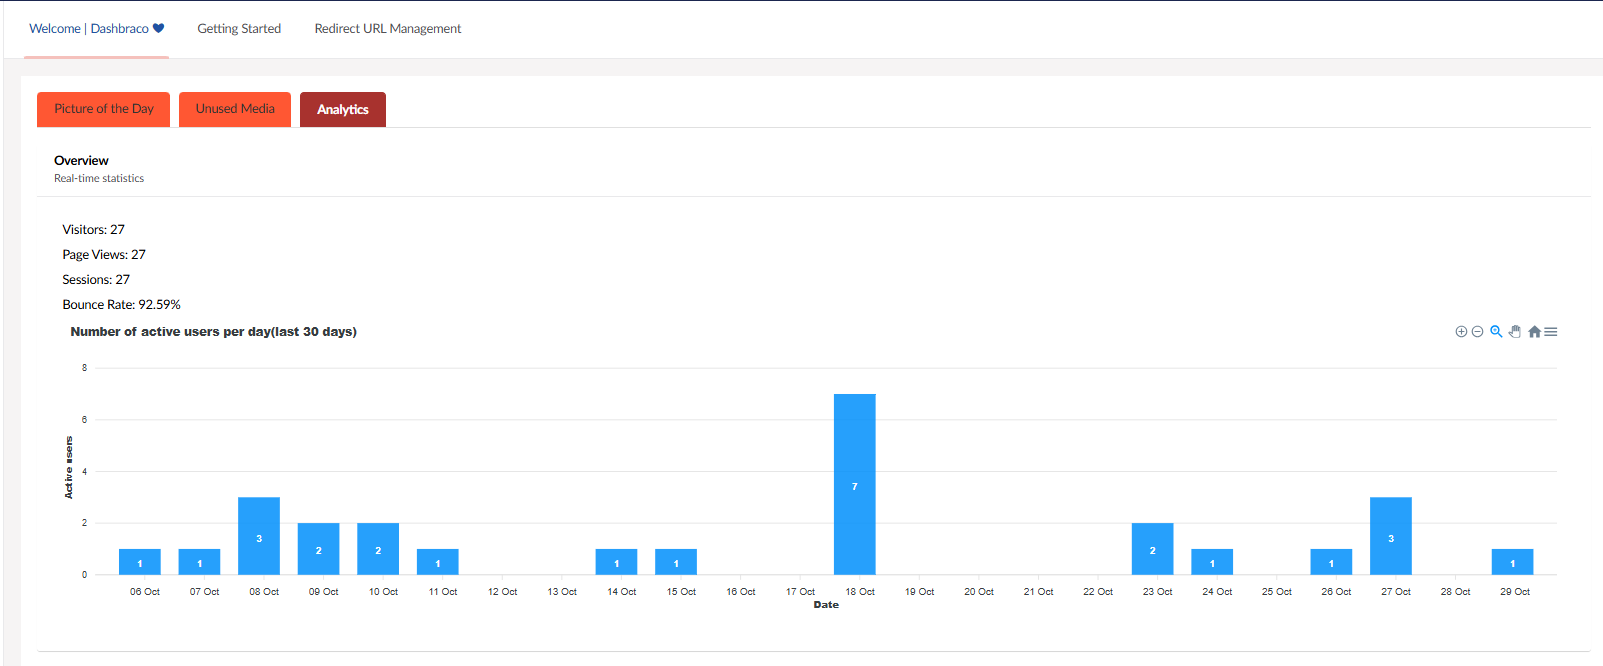 Welcome | Dashbraco Getting Started Redirect URL Management
Picture of the Day Unused Media Analytics
Overview
Real-time statistics
Visitors: 27
Page Views: 27
Sessions: 27
Bounce Rate: 92.59%
Number of active users per day(last 30 days)
8
6
4
2
0
Active users
1 1 3 2 2 1 1 1 7 2 1 1 3 1
06 Oct 07 Oct 08 Oct 09 Oct 10 Oct 11 Oct 12 Oct 13 Oct 14 Oct 15 Oct 16 Oct 17 Oct 18 Oct 19 Oct 20 Oct 21 Oct 22 Oct 23 Oct 24 Oct 25 Oct 26 Oct 27 Oct 28 Oct 29 Oct
Date